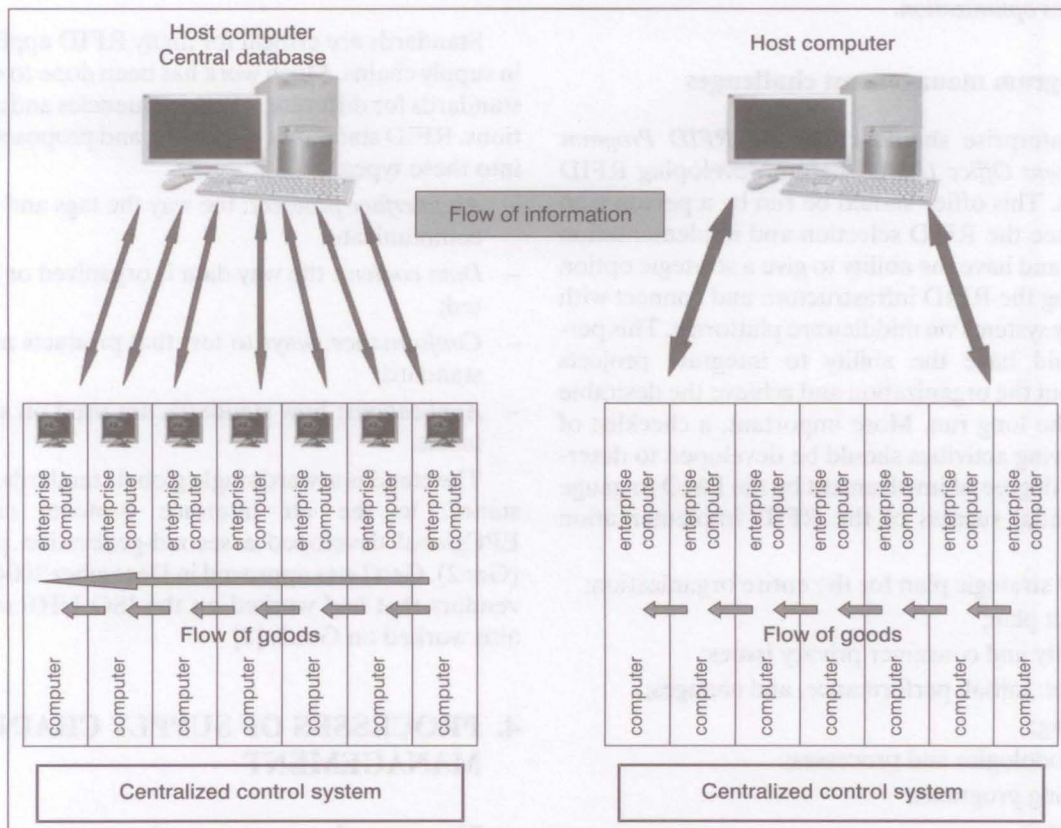 Host computer
Central database
Host computer
Flow of information
enterprise
computer
enterprise
computer
enterprise
computer
enterprise
computer
enterprise
computer
enterprise
computer
enterprise
computer
enterprise
computer
enterprise
computer
enterprise
computer
enterprise
computer
enterprise
computer
enterprise
computer
enterprise
computer
Flow of goods
Flow of goods
computer
computer
computer
computer
computer
computer
computer
computer
computer
computer
computer
computer
computer
computer
Centralized control system
Centralized control system